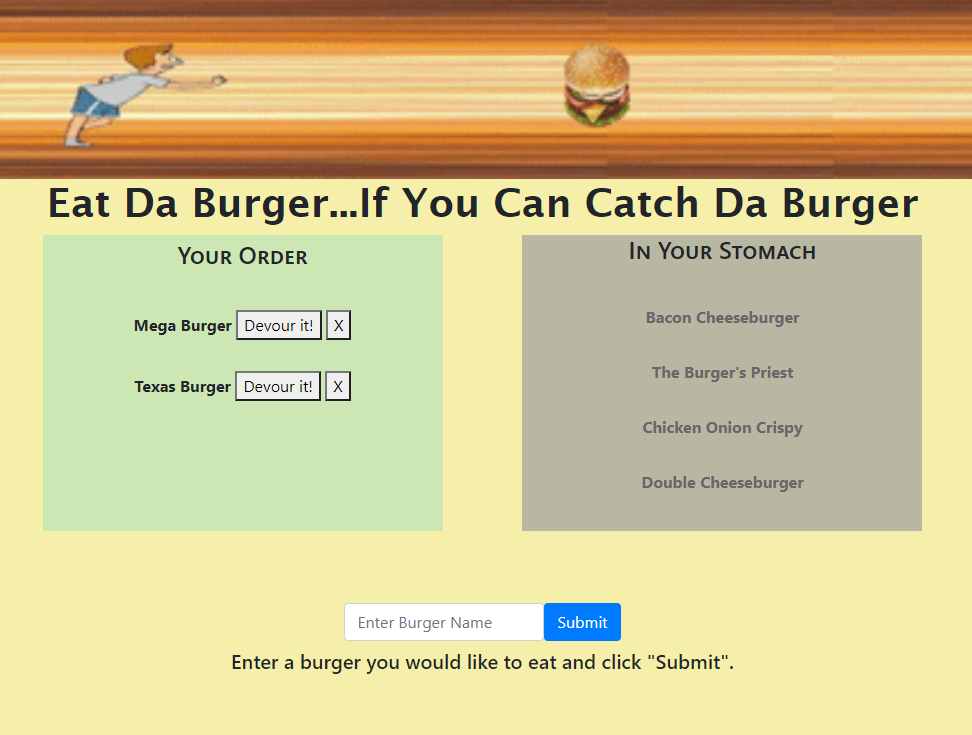 Eat Da Burger...If You Can Catch Da Burger
Your Order
Mega Burger Devour it! X
Texas Burger Devour it! X
In Your Stomach
Bacon Cheeseburger
The Burger's Priest
Chicken Onion Crispy
Double Cheeseburger
Enter Burger Name Submit
Enter a burger you would like to eat and click "Submit".